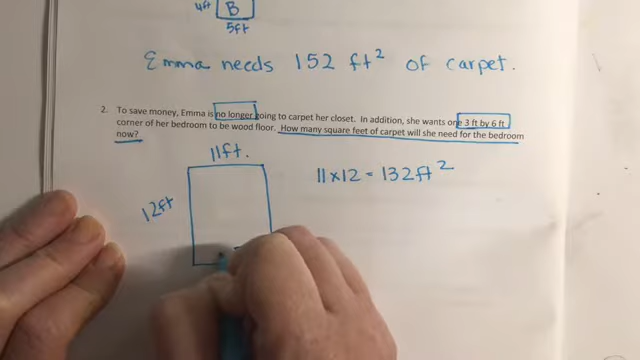 4ft
B
5ft
Emma needs 152 ft² of carpet.
2. To save money, Emma is no longer going to carpet her closet. In addition, she wants one 3 ft by 6 ft
corner of her bedroom to be wood floor. How many square feet of carpet will she need for the bedroom
now?
11ft.
12ft
11x12 = 132ft²